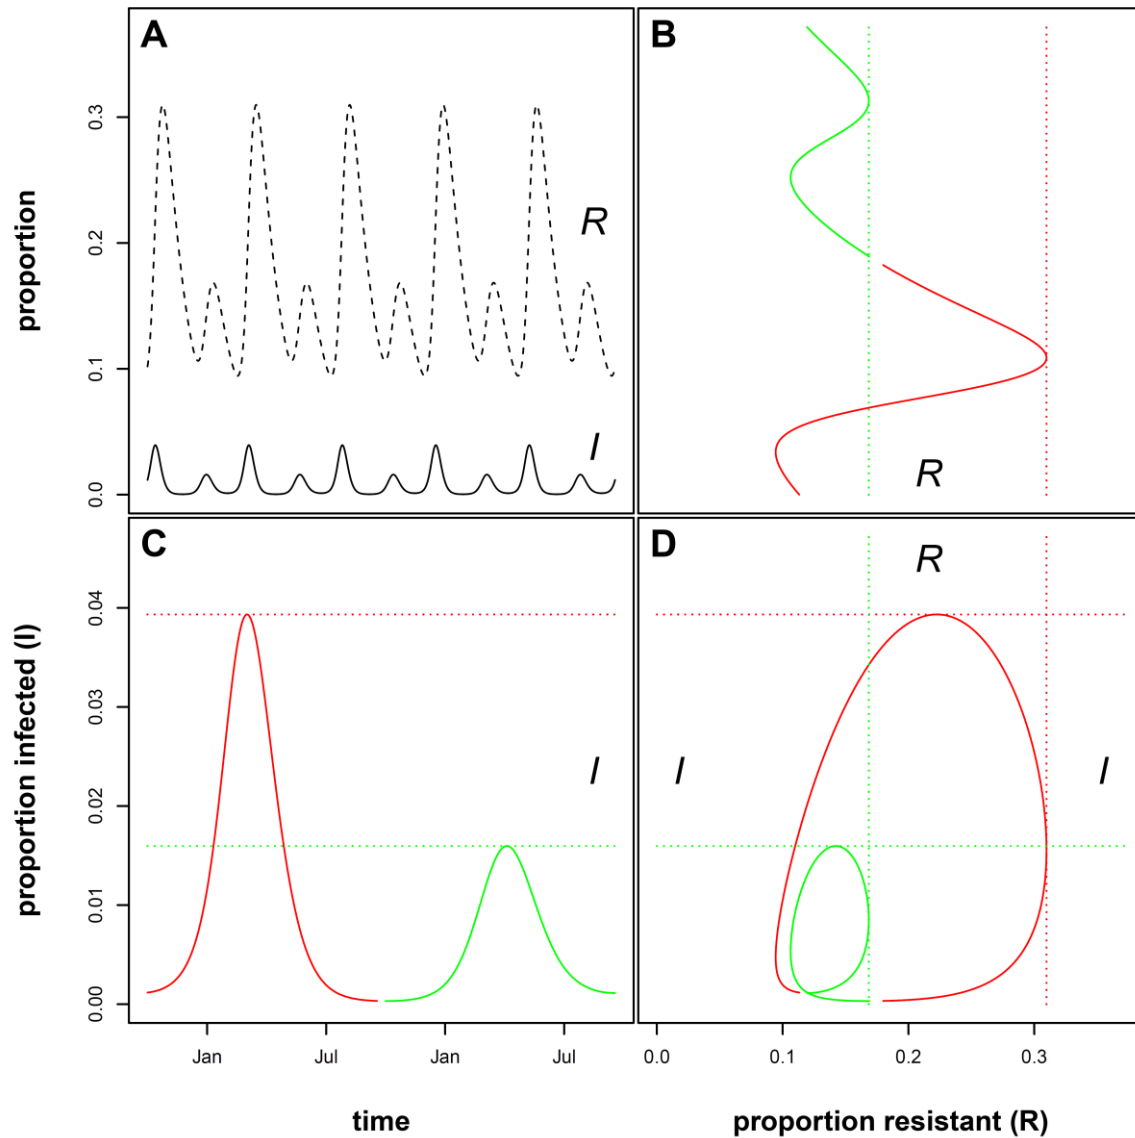 A
B
0.3
0.2
0.1
0.0
proportion
R
I
R
C
D
0.04
0.03
0.02
0.01
0.00
proportion infected (I)
I
R
I
I
Jan
Jul
Jan
Jul
0.0
0.1
0.2
0.3
time
proportion resistant (R)